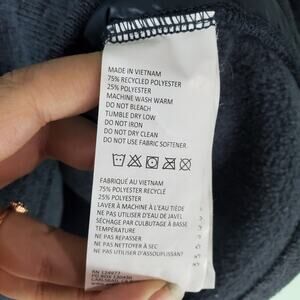 MADE IN VIETNAM
75% RECYCLED POLYESTER
25% POLYESTER
MACHINE WASH WARM
DO NOT BLEACH
TUMBLE DRY LOW
DO NOT IRON
DO NOT DRY CLEAN
DO NOT USE FABRIC SOFTENER
FABRIQUÉ AU VIETNAM
75% POLYESTER RECYCLÉ
25% POLYESTER
LAVER À MACHINE À L'EAU TIÈDE
NE PAS UTILISER D'EAU DE JAVEL
SÉCHAGE PAR CULBUTAGE À BASSE
TEMPÉRATURE
NE PAS REPASSER
NE PAS NETTOYER À SEC
NE PAS UTILISER D'ASSOUPLISSANT